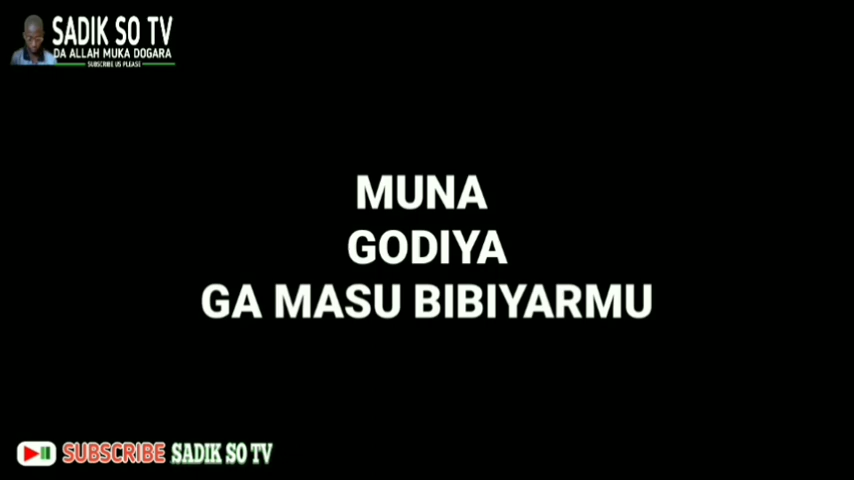 SADIK SO TV
DA ALLAH MUKA DOGARA
SUBSCRIBE US PLEASE
MUNA
GODIYA
GA MASU BIBIYARMU
SUBSCRIBE SADIK SO TV